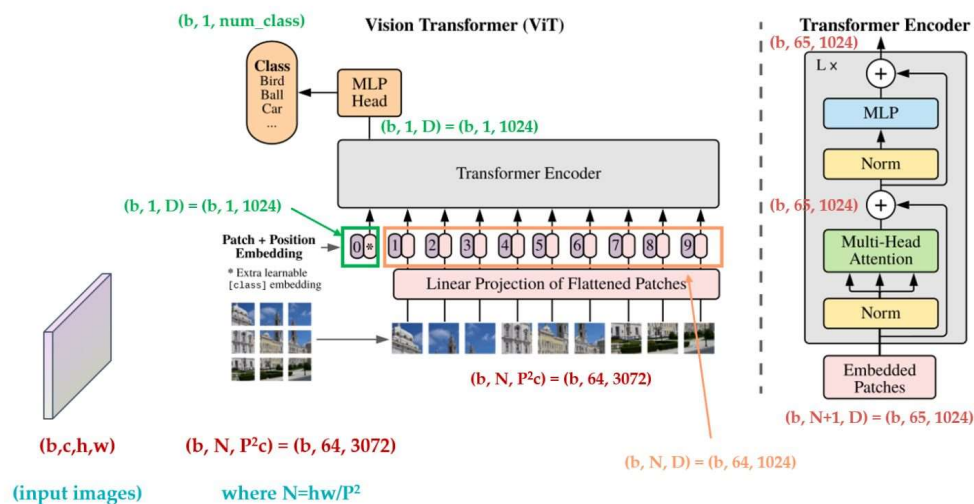 (b, 1, num_class)
Vision Transformer (ViT)
Class
Bird
Ball
Car
...
MLP
Head
(b, 1, D) = (b, 1, 1024)
Transformer Encoder
(b, 1, D) = (b, 1, 1024)
Patch + Position
Embedding
* Extra learnable
[class] embedding
0 * 1 2 3 4 5 6 7 8 9
Linear Projection of Flattened Patches
(b, N, P²c) = (b, 64, 3072)
(b,c,h,w)
(b, N, P²c) = (b, 64, 3072)
(b, N, D) = (b, 64, 1024)
(input images)
where N=hw/P²
Transformer Encoder
(b, 65, 1024)
L ×
+
MLP
Norm
(b, 65, 1024)
+
Multi-Head
Attention
Norm
Embedded
Patches
(b, N+1, D) = (b, 65, 1024)